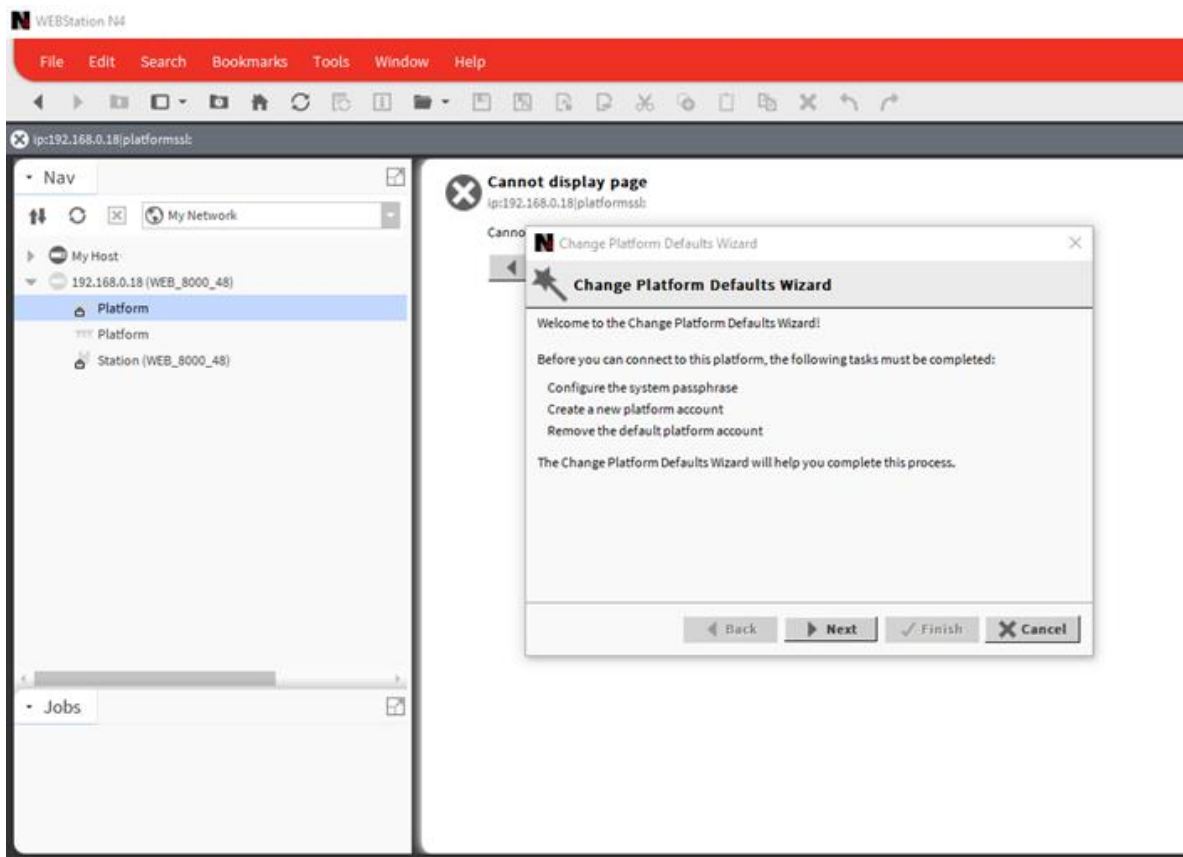 WEBStation N4
File Edit Search Bookmarks Tools Window Help
ip:192.168.0.18|platformssl:
Nav
My Network
My Host
192.168.0.18 (WEB_8000_48)
Platform
Platform
Station (WEB_8000_48)
Jobs
Cannot display page
ip:192.168.0.18|platformssl:
Canno
Change Platform Defaults Wizard
Change Platform Defaults Wizard
Welcome to the Change Platform Defaults Wizard!
Before you can connect to this platform, the following tasks must be completed:
Configure the system passphrase
Create a new platform account
Remove the default platform account
The Change Platform Defaults Wizard will help you complete this process.
Back Next Finish Cancel